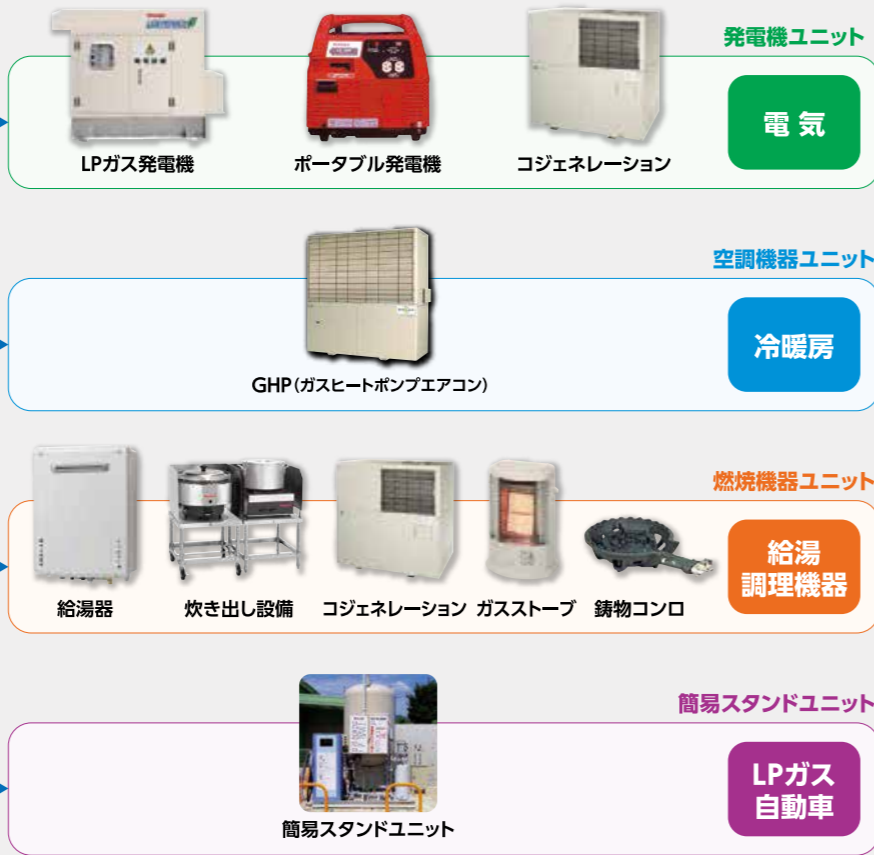 発電機ユニット
電気
LPガス発電機
ポータブル発電機
コジェネレーション
空調機器ユニット
冷暖房
GHP(ガスヒートポンプエアコン)
燃焼機器ユニット
給湯
調理機器
給湯器
炊き出し設備
コジェネレーション
ガスストーブ
鋳物コンロ
簡易スタンドユニット
LPガス
自動車
簡易スタンドユニット